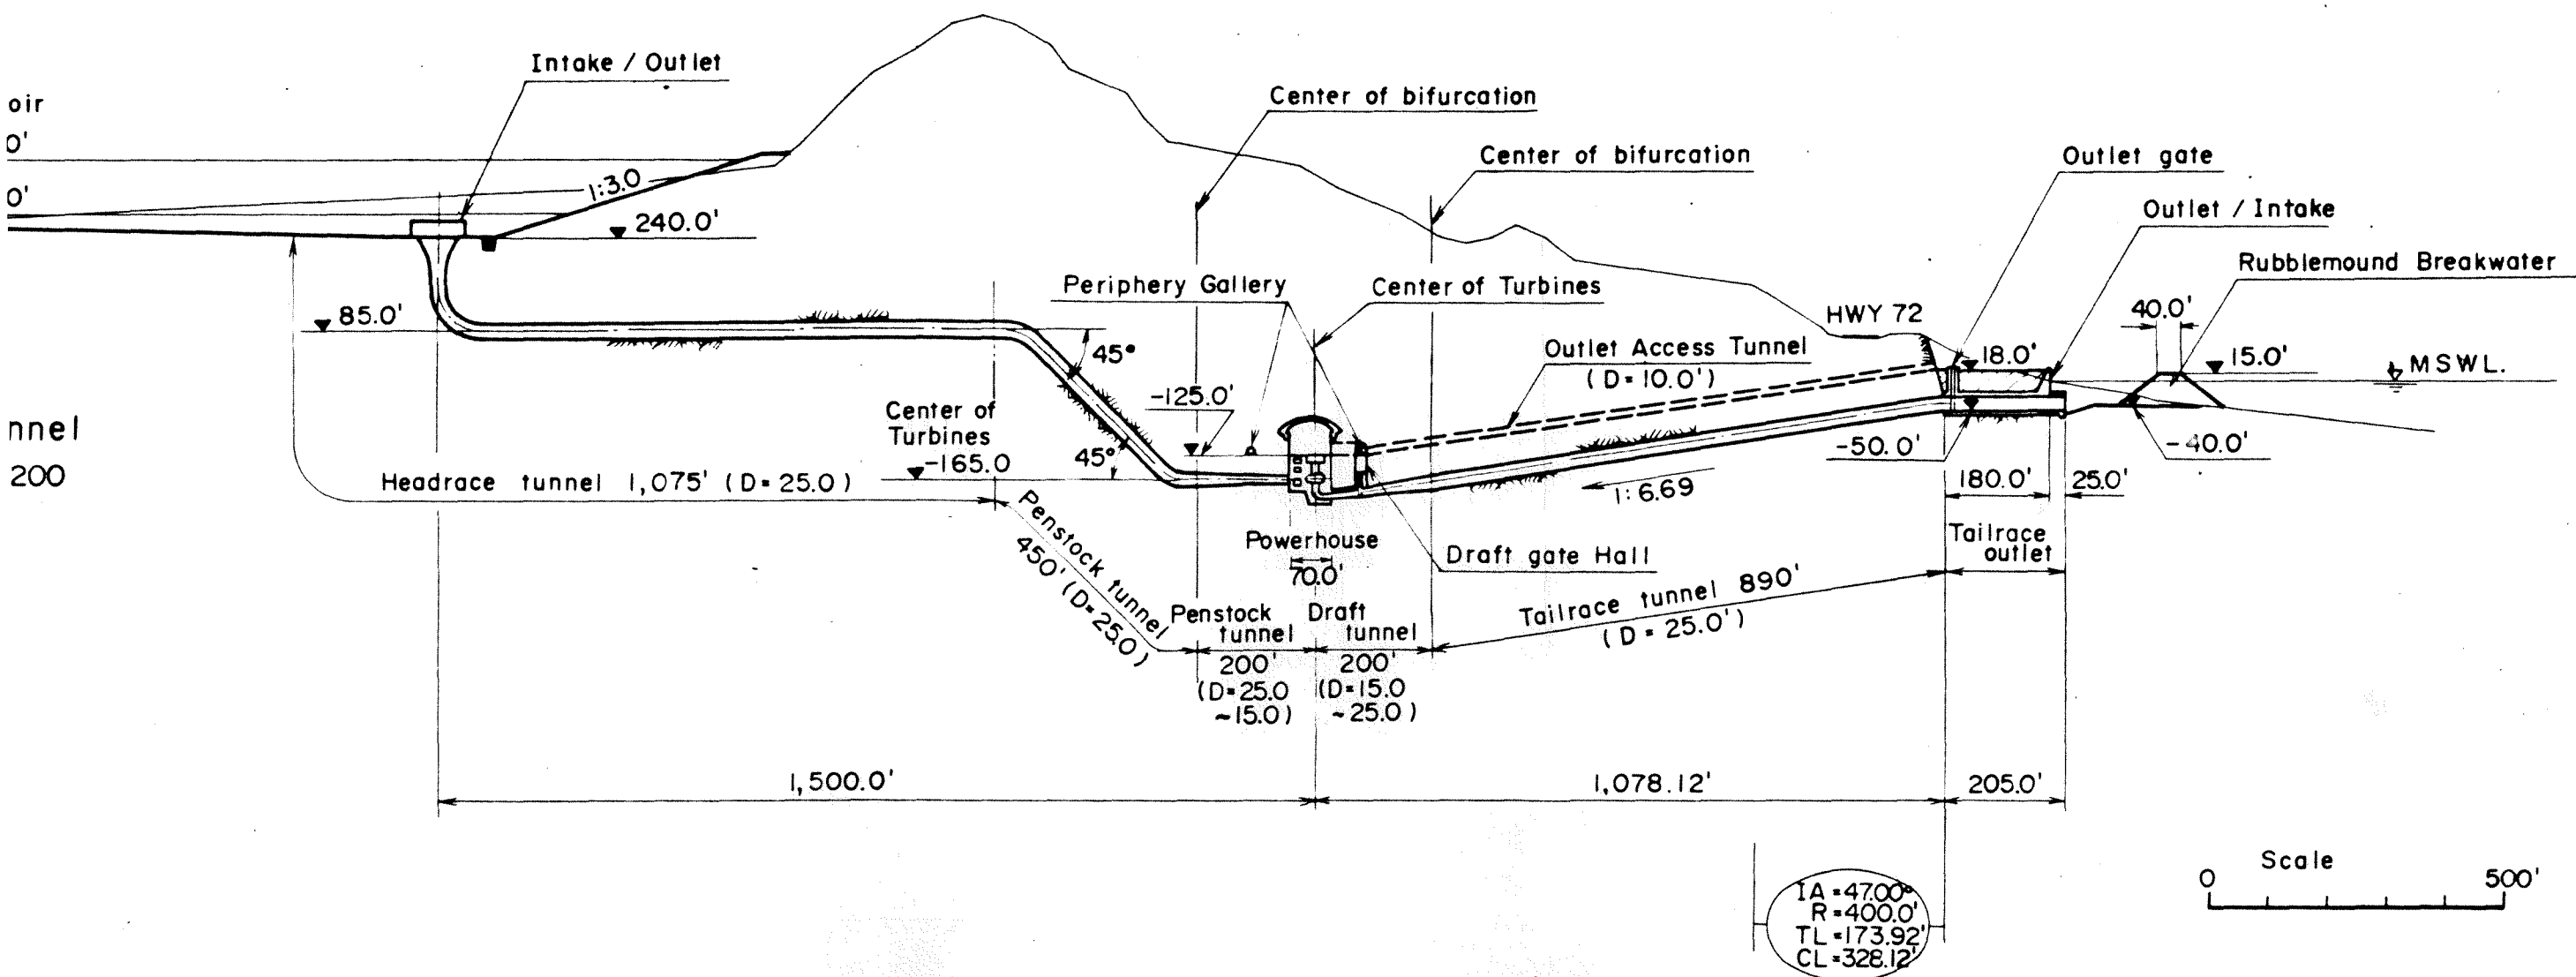 Intake / Outlet
oir
0'
0'
1:3.0
240.0'
85.0'
nnel
200
Headrace tunnel 1,075' (D=25.0)
Center of bifurcation
Center of bifurcation
Periphery Gallery
Center of Turbines
45°
45°
-125.0'
Center of
Turbines
-165.0
Penstock tunnel
450' (D=25.0)
Powerhouse
70.0'
Penstock
tunnel
200'
(D=25.0
~15.0)
Draft
tunnel
200'
(D=15.0
~25.0)
Outlet Access Tunnel
(D=10.0')
1:6.69
Draft gate Hall
Tailrace tunnel 890'
(D=25.0')
HWY 72
Outlet gate
Outlet / Intake
Rubblemound Breakwater
40.0'
18.0'
15.0'
MSWL.
-50.0'
-40.0'
180.0'
25.0'
Tailrace
outlet
1,500.0'
1,078.12'
205.0'
IA=47.00°
R=400.0'
TL=173.92'
CL=328.12'
Scale
0 500'